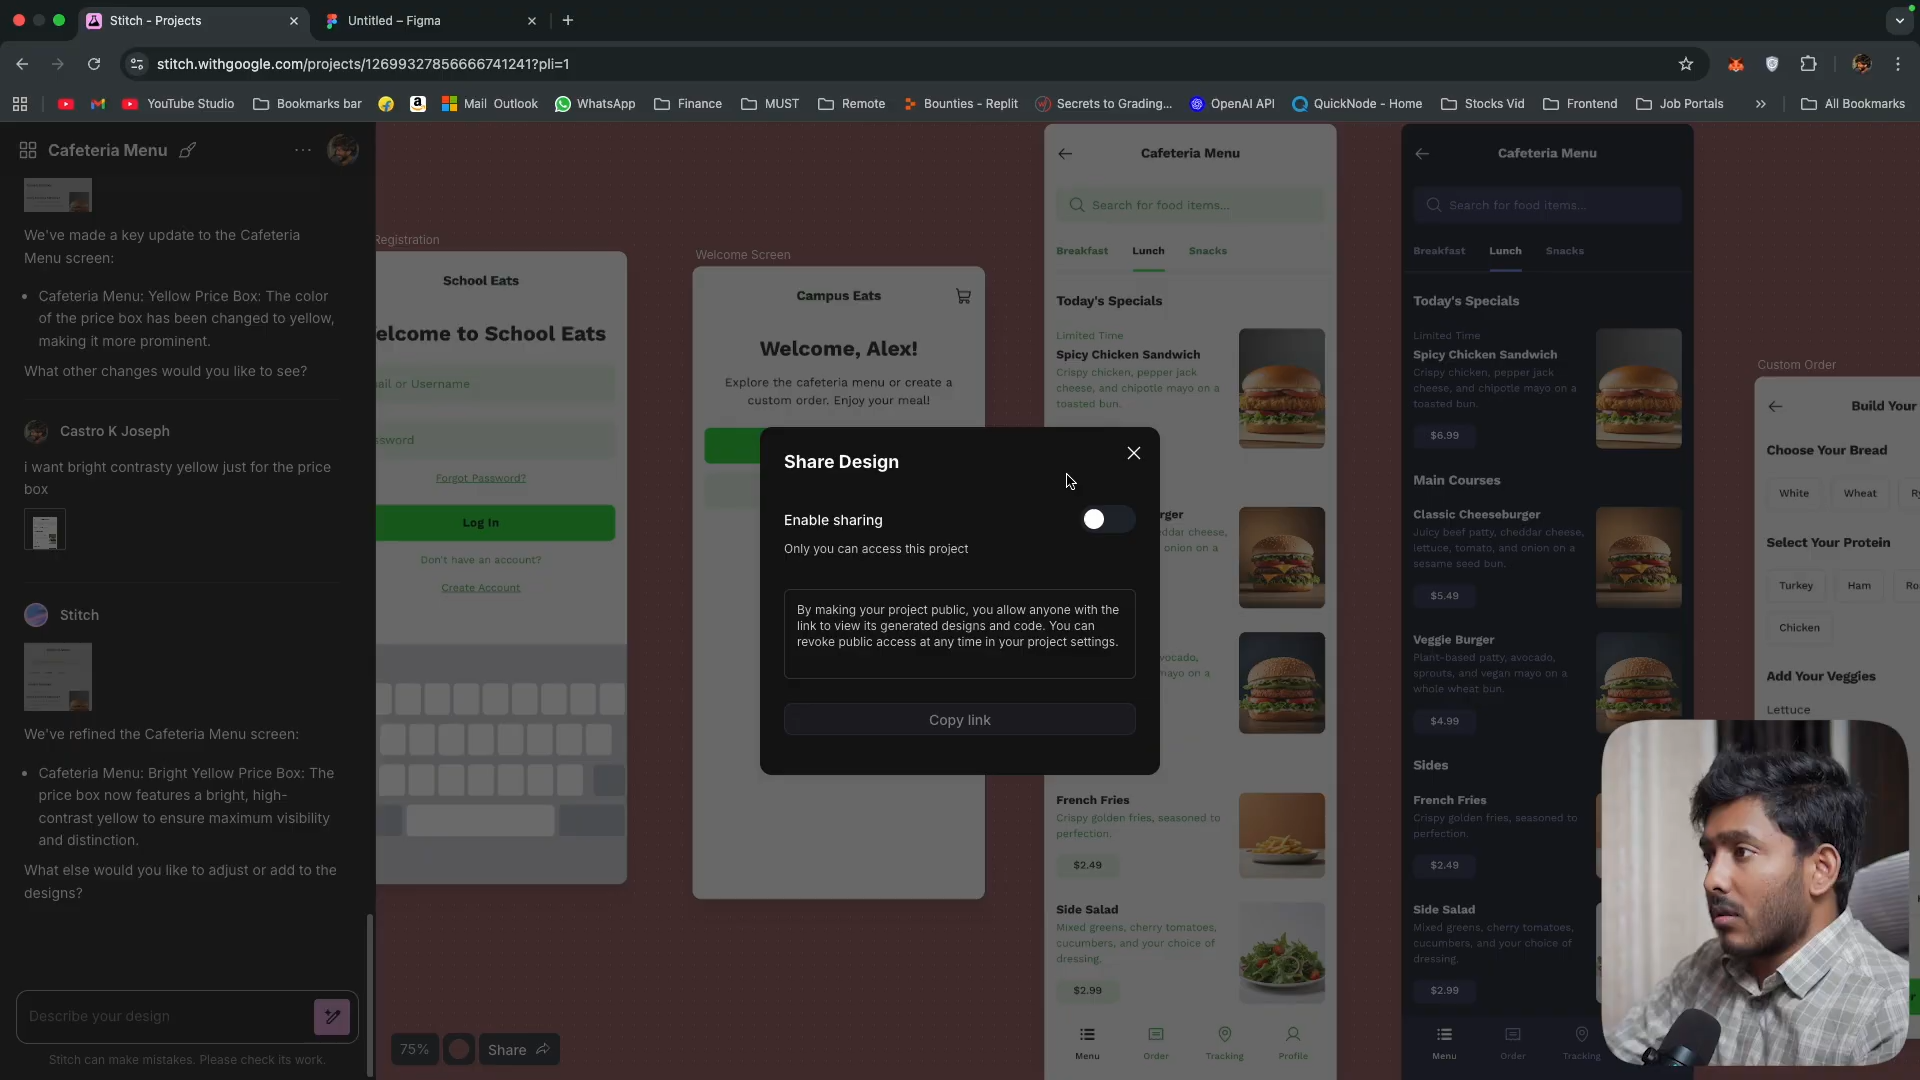 Stitch - Projects
Untitled – Figma
stitch.withgoogle.com/projects/12699327856666741241?pli=1
YouTube Studio
Bookmarks bar
Mail
Outlook
WhatsApp
Finance
MUST
Remote
Bounties - Replit
Secrets to Grading...
OpenAI API
QuickNode - Home
Stocks Vid
Frontend
Job Portals
All Bookmarks
Cafeteria Menu
We've made a key update to the Cafeteria
Menu screen:
• Cafeteria Menu: Yellow Price Box: The color
of the price box has been changed to yellow,
making it more prominent.
What other changes would you like to see?
Castro K Joseph
i want bright contrasty yellow just for the price
box
Stitch
We've refined the Cafeteria Menu screen:
• Cafeteria Menu: Bright Yellow Price Box: The
price box now features a bright, high-
contrast yellow to ensure maximum visibility
and distinction.
What else would you like to adjust or add to the
designs?
Describe your design
Stitch can make mistakes. Please check its work.
75%
Share
Registration
School Eats
elcome to School Eats
ail or Username
ssword
Forgot Password?
Log In
Don't have an account?
Create Account
Welcome Screen
Campus Eats
Welcome, Alex!
Explore the cafeteria menu or create a
custom order. Enjoy your meal!
Share Design
Enable sharing
Only you can access this project
By making your project public, you allow anyone with the
link to view its generated designs and code. You can
revoke public access at any time in your project settings.
Copy link
Cafeteria Menu
Search for food items...
Breakfast
Lunch
Snacks
Today's Specials
Limited Time
Spicy Chicken Sandwich
Crispy chicken, pepper jack
cheese, and chipotle mayo on a
toasted bun.
rger
cheddar cheese,
onion on a
vocado,
mayo on a
French Fries
Crispy golden fries, seasoned to
perfection.
$2.49
Side Salad
Mixed greens, cherry tomatoes,
cucumbers, and your choice of
dressing.
$2.99
Menu
Order
Tracking
Profile
Cafeteria Menu
Search for food items...
Breakfast
Lunch
Snacks
Today's Specials
Limited Time
Spicy Chicken Sandwich
Crispy chicken, pepper jack
cheese, and chipotle mayo on a
toasted bun.
$6.99
Main Courses
Classic Cheeseburger
Juicy beef patty, cheddar cheese,
lettuce, tomato, and onion on a
sesame seed bun.
$5.49
Veggie Burger
Plant-based patty, avocado,
sprouts, and vegan mayo on a
whole wheat bun.
$4.99
Sides
French Fries
Crispy golden fries, seasoned to
perfection.
$2.49
Side Salad
Mixed greens, cherry tomatoes,
cucumbers, and your choice of
dressing.
$2.99
Menu
Order
Tracking
Custom Order
Build Your
Choose Your Bread
White
Wheat
Select Your Protein
Turkey
Ham
Ro
Chicken
Add Your Veggies
Lettuce